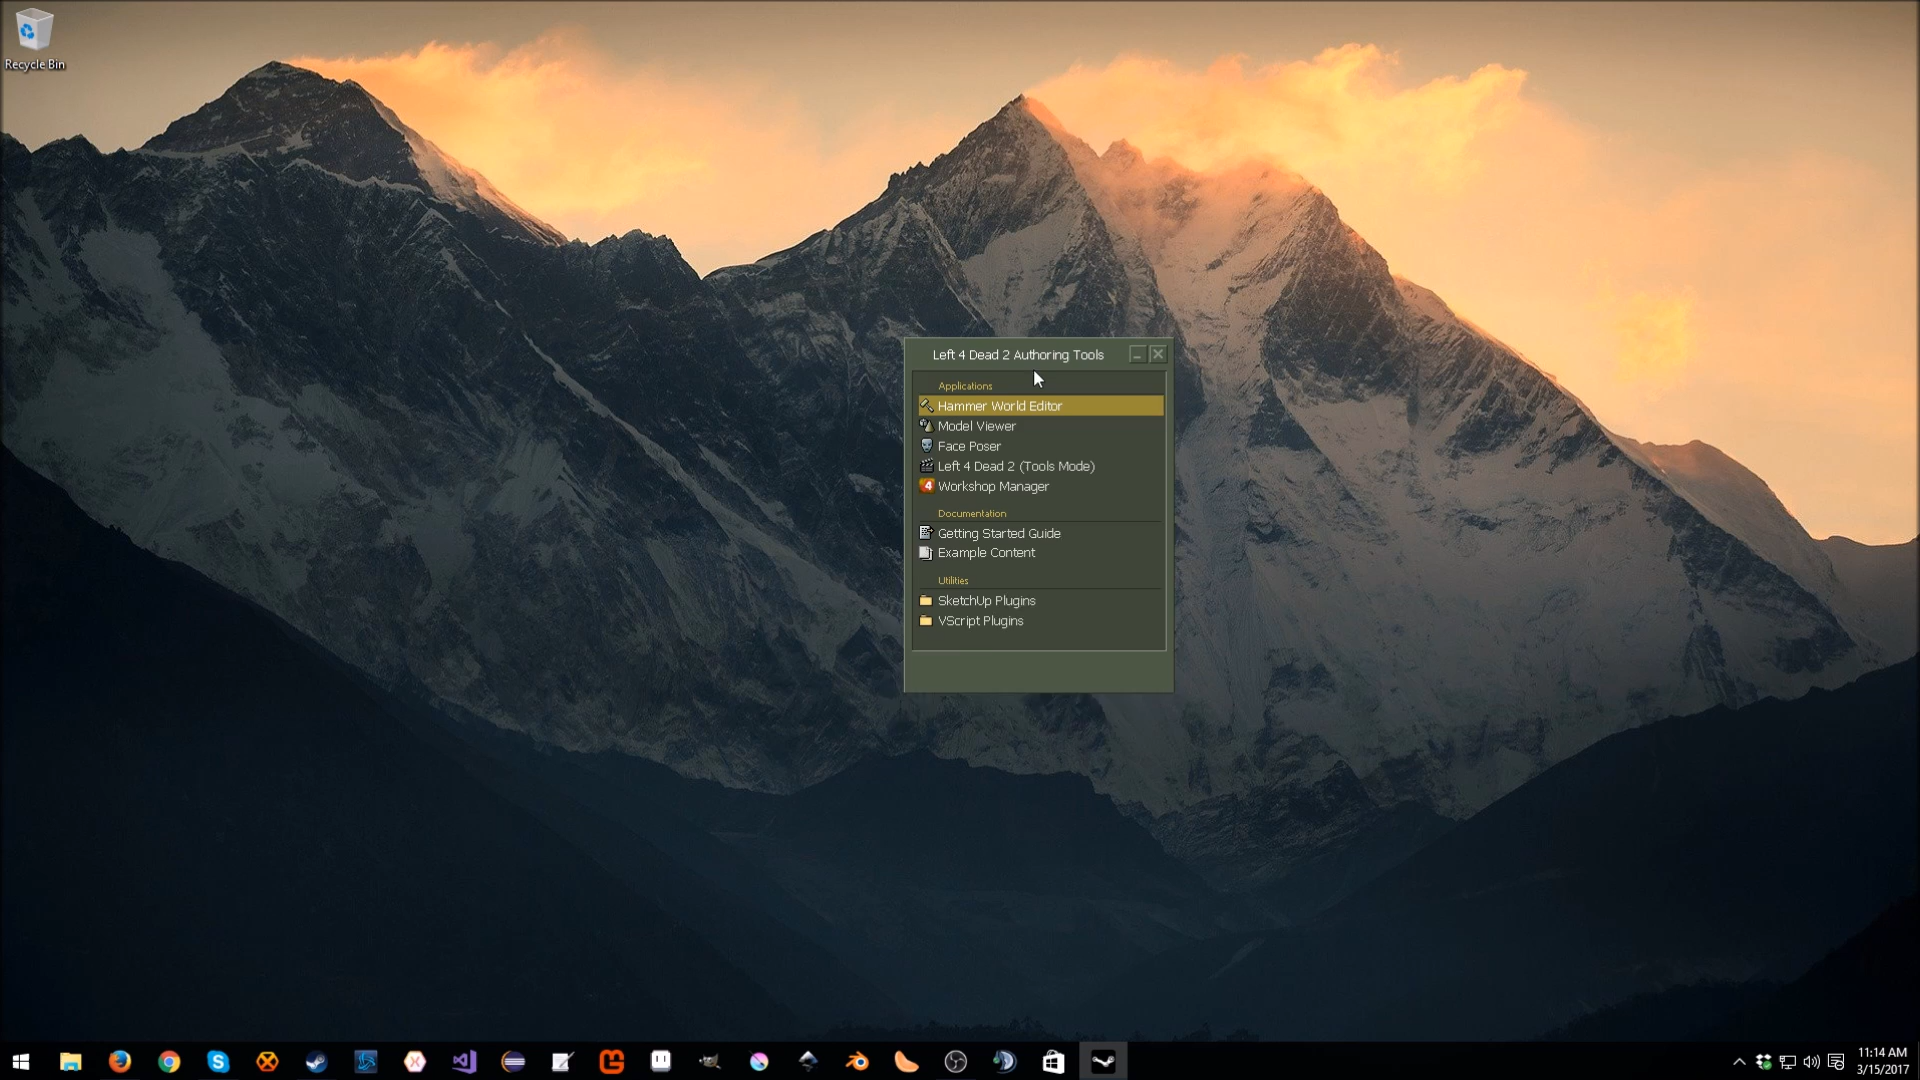 Recycle Bin
Left 4 Dead 2 Authoring Tools
Applications
Hammer World Editor
Model Viewer
Face Poser
Left 4 Dead 2 (Tools Mode)
4
Workshop Manager
Documentation
Getting Started Guide
Example Content
Utilities
SketchUp Plugins
VScript Plugins
11:14 AM
3/15/2017